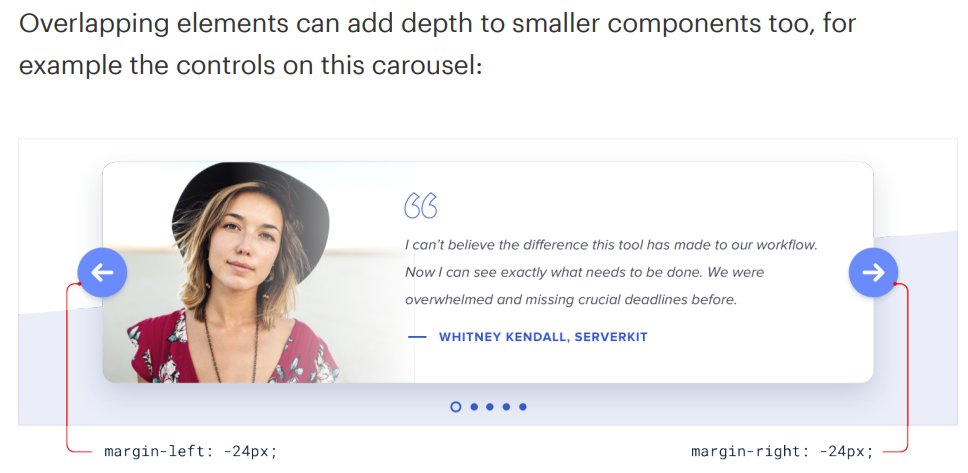 Overlapping elements can add depth to smaller components too, for
example the controls on this carousel:
I can’t believe the difference this tool has made to our workflow.
Now I can see exactly what needs to be done. We were
overwhelmed and missing crucial deadlines before.
— WHITNEY KENDALL, SERVERKIT
margin-left: -24px;
margin-right: -24px;